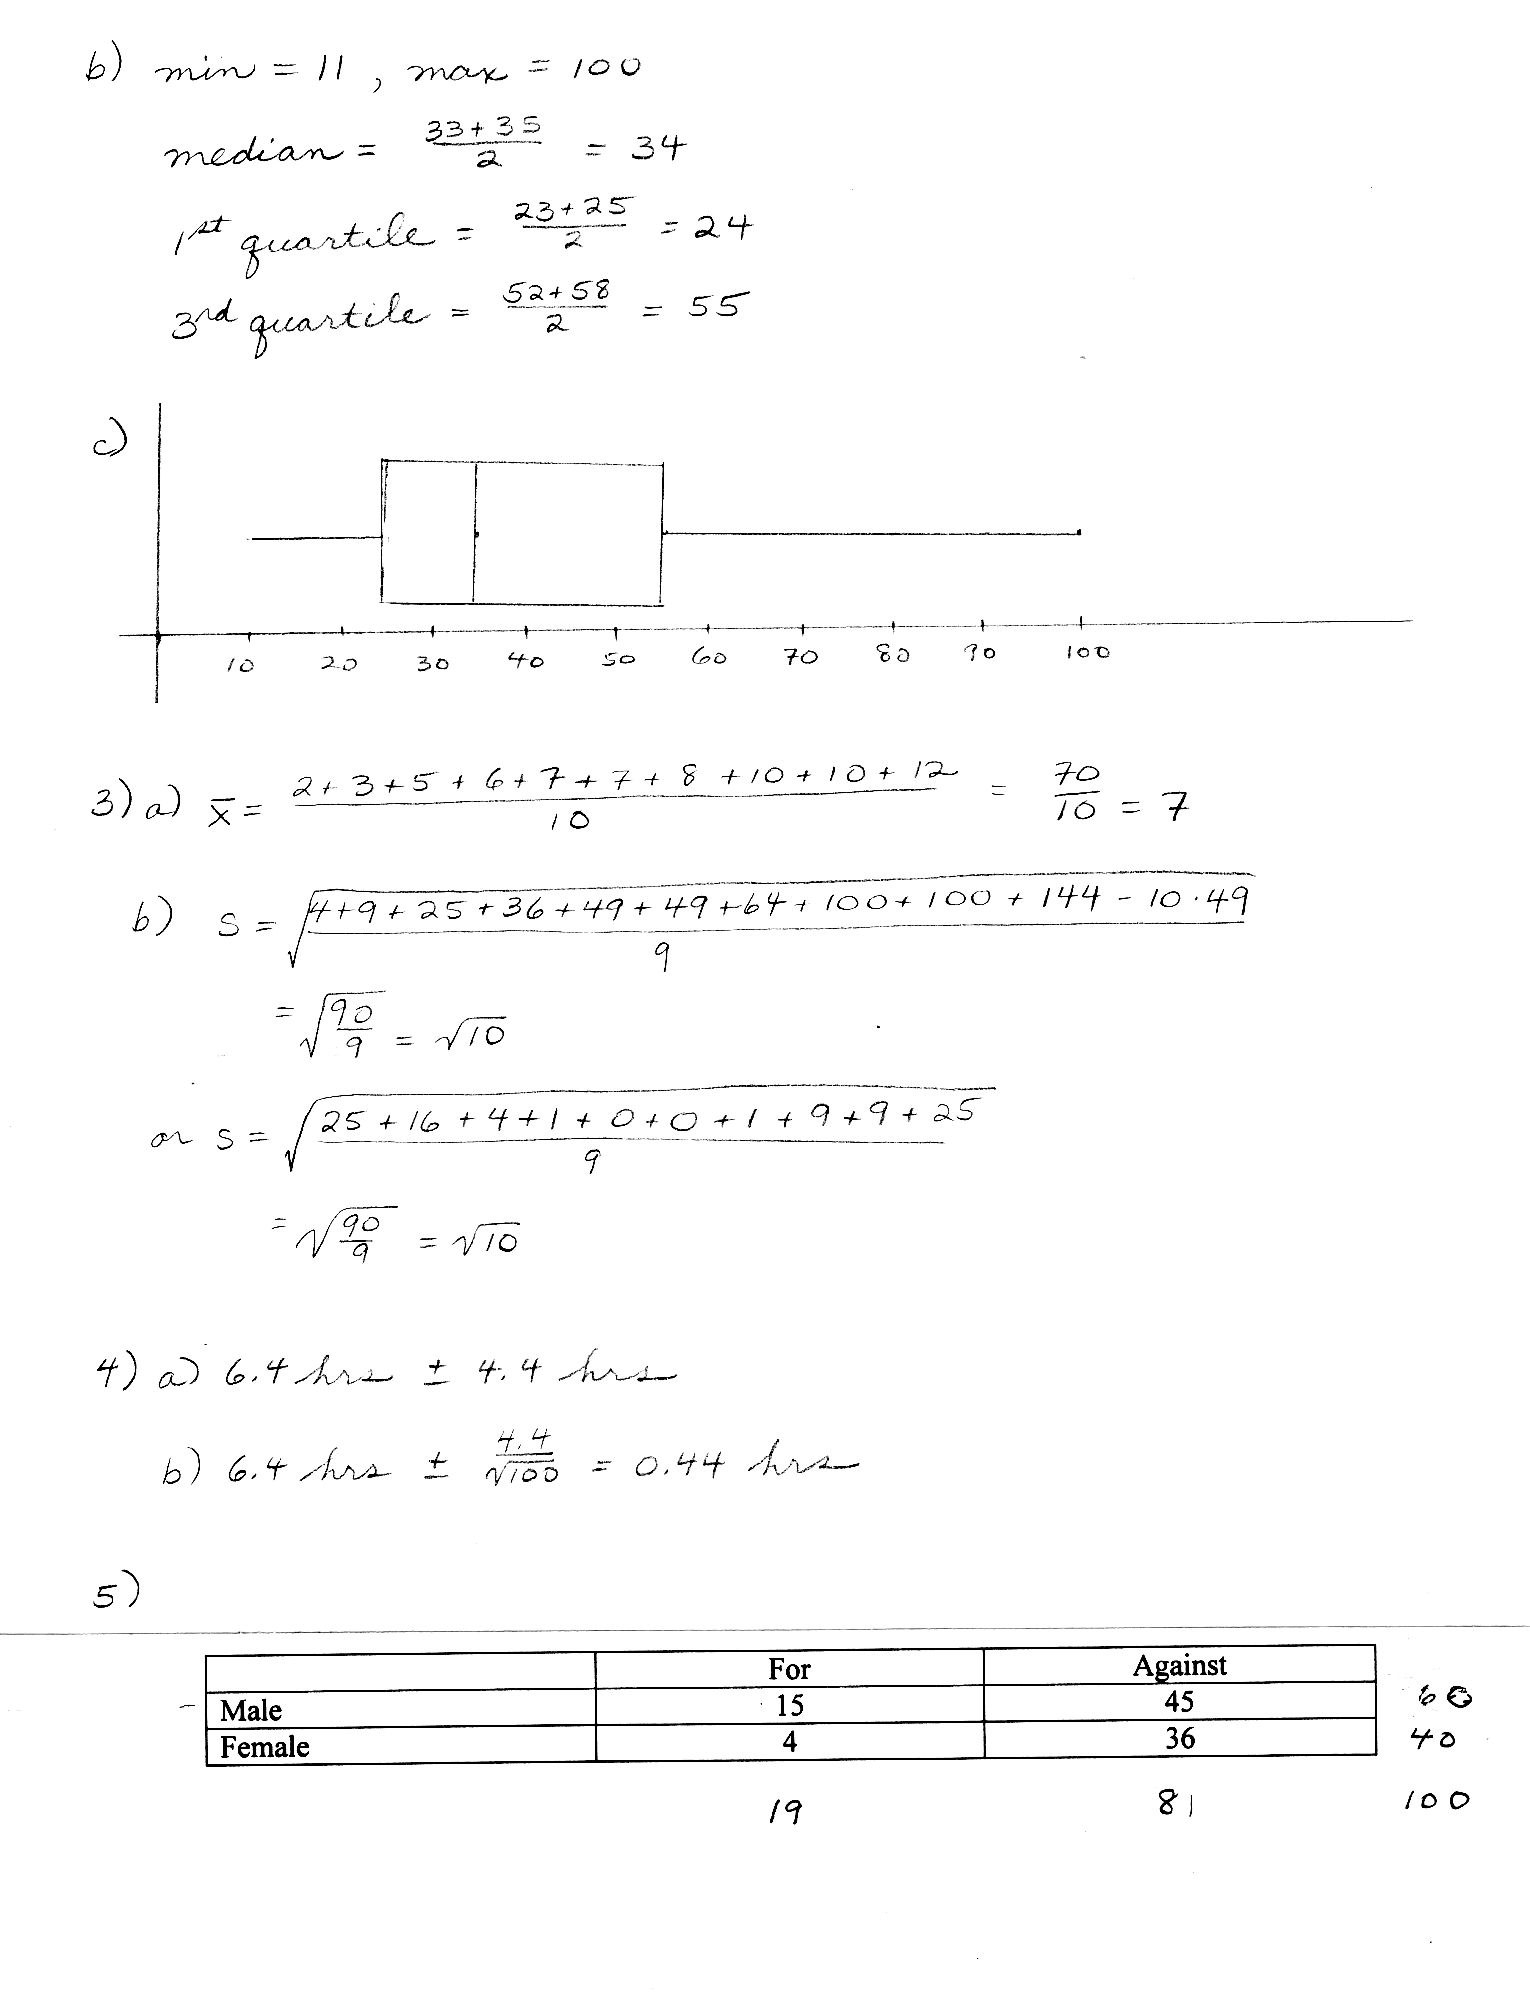 b) min = 11, max = 100
median = (33+35)/2 = 34
1st quartile = (23+25)/2 = 24
3rd quartile = (52+58)/2 = 55
c)
10 20 30 40 50 60 70 80 90 100
3) a) x̄ = (2+3+5+6+7+7+8+10+10+12)/10 = 70/10 = 7
b) s = √((4+9+25+36+49+49+64+100+100+144-10·49)/9)
= √(90/9) = √10
or s = √((25+16+4+1+0+0+1+9+9+25)/9)
= √(90/9) = √10
4) a) 6.4 hrs ± 4.4 hrs
b) 6.4 hrs ± 4.4/√100 = 0.44 hrs
5)
For Against
Male 15 45 60
Female 4 36 40
19 81 100